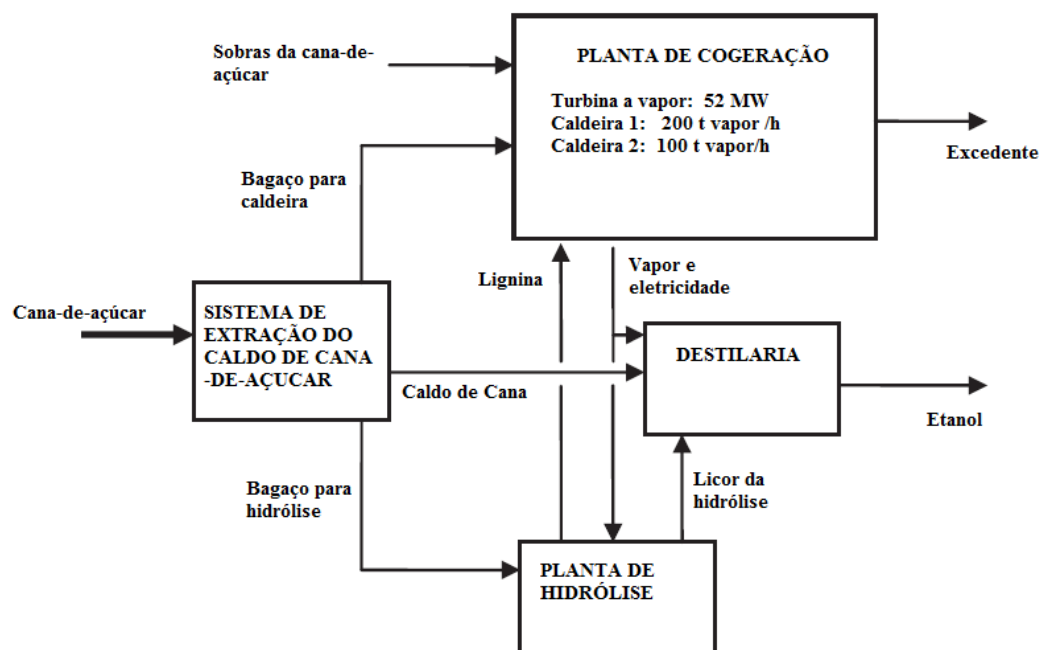 Sobras da cana-de-
açúcar
PLANTA DE COGERAÇÃO
Turbina a vapor: 52 MW
Caldeira 1: 200 t vapor /h
Caldeira 2: 100 t vapor/h
Excedente
Bagaço para
caldeira
Lignina
Vapor e
eletricidade
Cana-de-açúcar
SISTEMA DE
EXTRAÇÃO DO
CALDO DE CANA
-DE-AÇUCAR
DESTILARIA
Caldo de Cana
Etanol
Bagaço para
hidrólise
Licor da
hidrólise
PLANTA DE
HIDRÓLISE